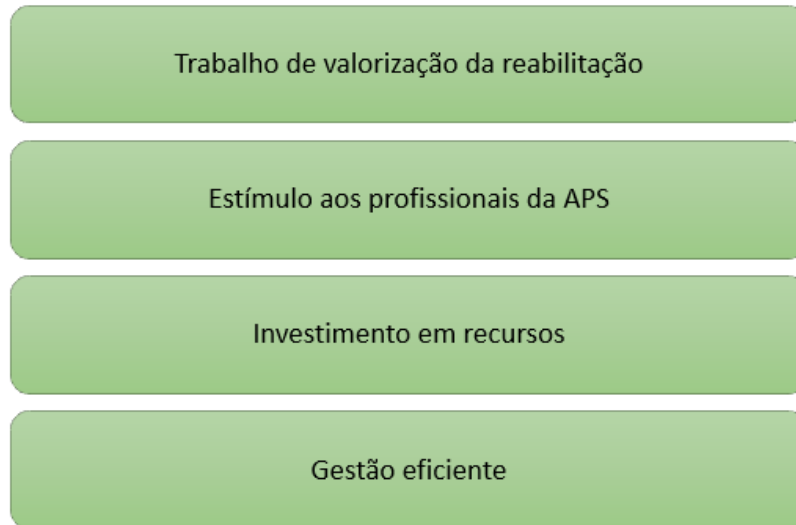 Trabalho de valorização da reabilitação
Estímulo aos profissionais da APS
Investimento em recursos
Gestão eficiente